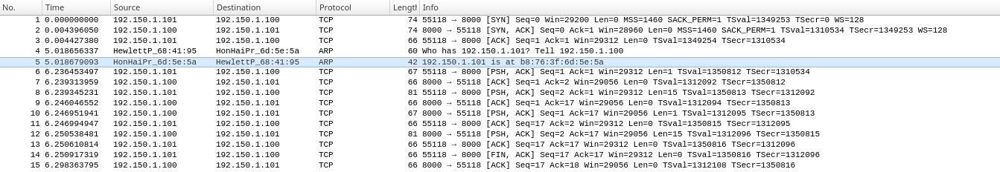 No. Time Source Destination Protocol Length Info
1 0.000000000 192.150.1.101 192.150.1.100 TCP 74 55118 → 8000 [SYN] Seq=0 Win=29200 Len=0 MSS=1460 SACK_PERM=1 TSval=1349253 TSecr=0 WS=128
2 0.004396050 192.150.1.100 192.150.1.101 TCP 74 8000 → 55118 [SYN, ACK] Seq=0 Ack=1 Win=28960 Len=0 MSS=1460 SACK_PERM=1 TSval=1310534 TSecr=1349253 WS=128
3 0.004427380 192.150.1.101 192.150.1.100 TCP 66 55118 → 8000 [ACK] Seq=1 Ack=1 Win=29312 Len=0 TSval=1349254 TSecr=1310534
4 5.018656337 HewlettP_68:41:95 HonHaiPr_6d:5e:5a ARP 60 Who has 192.150.1.101? Tell 192.150.1.100
5 5.018679093 HonHaiPr_6d:5e:5a HewlettP_68:41:95 ARP 42 192.150.1.101 is at b8:76:3f:6d:5e:5a
6 6.236453497 192.150.1.101 192.150.1.100 TCP 67 55118 → 8000 [PSH, ACK] Seq=1 Ack=1 Win=29312 Len=1 TSval=1350812 TSecr=1310534
7 6.239313959 192.150.1.100 192.150.1.101 TCP 66 8000 → 55118 [ACK] Seq=1 Ack=2 Win=29056 Len=0 TSval=1312092 TSecr=1350812
8 6.239345231 192.150.1.101 192.150.1.100 TCP 81 55118 → 8000 [PSH, ACK] Seq=2 Ack=1 Win=29312 Len=15 TSval=1350813 TSecr=1312092
9 6.246046552 192.150.1.100 192.150.1.101 TCP 66 8000 → 55118 [ACK] Seq=1 Ack=17 Win=29056 Len=0 TSval=1312094 TSecr=1350813
10 6.246951941 192.150.1.100 192.150.1.101 TCP 67 8000 → 55118 [PSH, ACK] Seq=1 Ack=17 Win=29056 Len=1 TSval=1312095 TSecr=1350813
11 6.246994947 192.150.1.101 192.150.1.100 TCP 66 55118 → 8000 [ACK] Seq=17 Ack=2 Win=29312 Len=0 TSval=1350815 TSecr=1312095
12 6.250538481 192.150.1.100 192.150.1.101 TCP 81 8000 → 55118 [PSH, ACK] Seq=2 Ack=17 Win=29056 Len=15 TSval=1312096 TSecr=1350815
13 6.250610814 192.150.1.101 192.150.1.100 TCP 66 55118 → 8000 [ACK] Seq=17 Ack=17 Win=29312 Len=0 TSval=1350816 TSecr=1312096
14 6.250917319 192.150.1.101 192.150.1.100 TCP 66 55118 → 8000 [FIN, ACK] Seq=17 Ack=17 Win=29312 Len=0 TSval=1350816 TSecr=1312096
15 6.298363795 192.150.1.100 192.150.1.101 TCP 66 8000 → 55118 [ACK] Seq=17 Ack=18 Win=29056 Len=0 TSval=1312108 TSecr=1350816